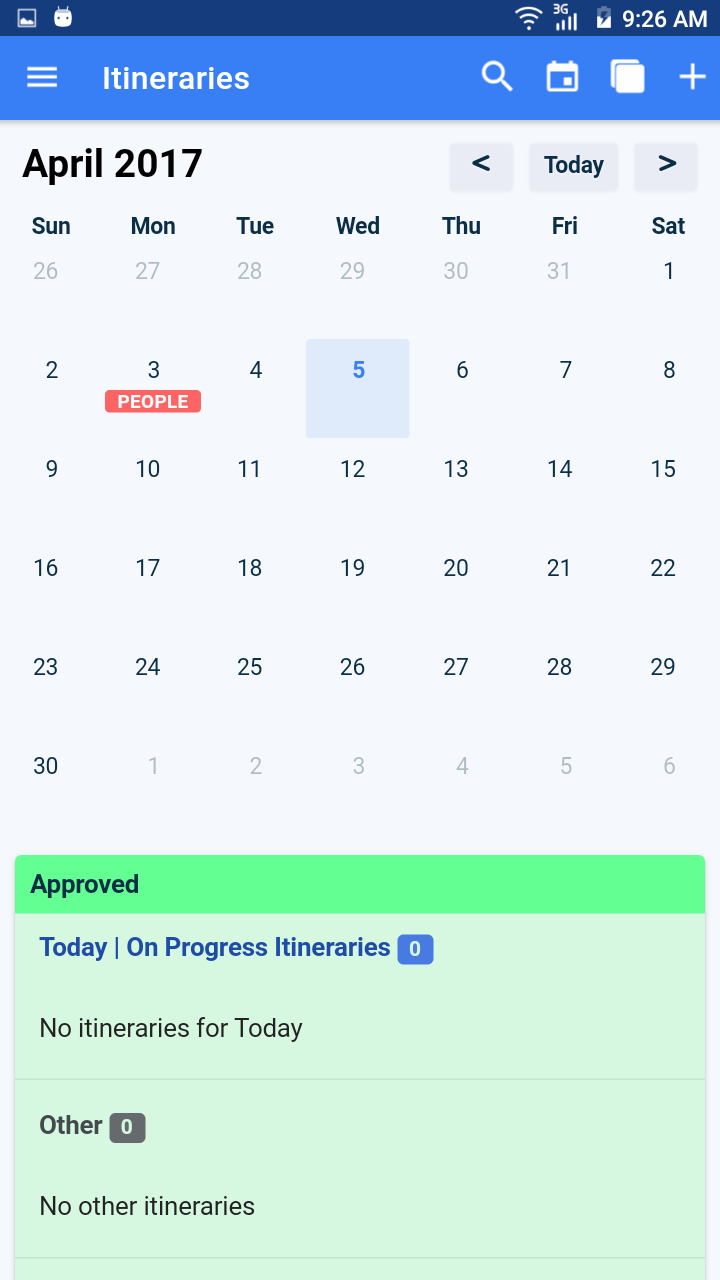 3G 9:26 AM
Itineraries
April 2017 < Today >
Sun Mon Tue Wed Thu Fri Sat
26 27 28 29 30 31 1
2 3 4 5 6 7 8
PEOPLE
9 10 11 12 13 14 15
16 17 18 19 20 21 22
23 24 25 26 27 28 29
30 1 2 3 4 5 6
Approved
Today | On Progress Itineraries 0
No itineraries for Today
Other 0
No other itineraries